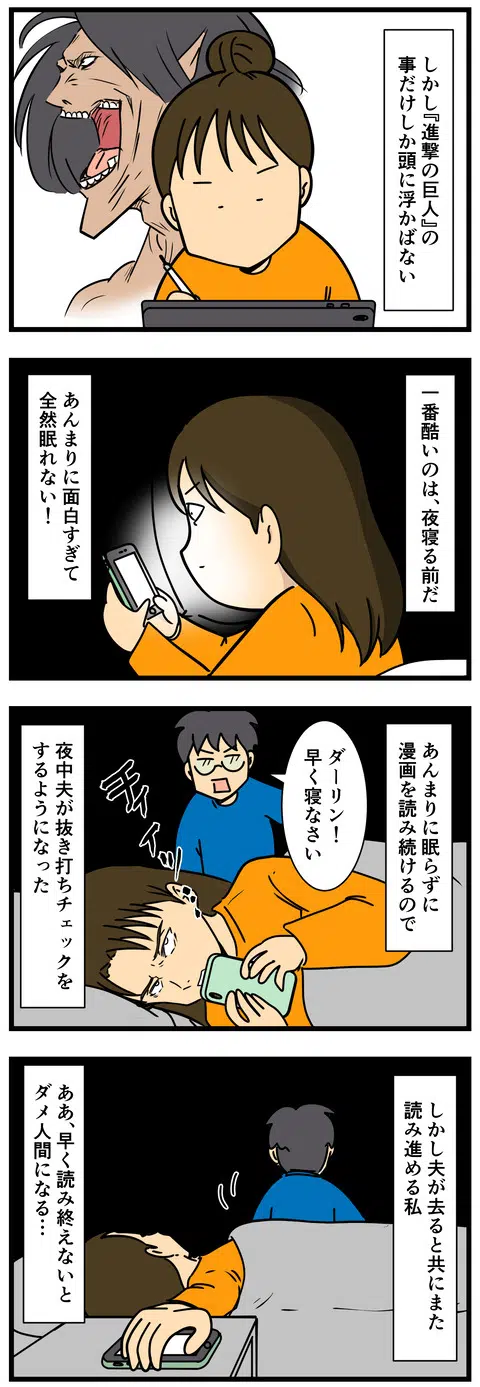 しかし『進撃の巨人』の
事だけしか頭に浮かばない
一番酷いのは、夜寝る前だ
あんまりに面白すぎて
全然眠れない！
あんまりに眠らずに
漫画を読み続けるので
ダーリン！
早く寝なさい
チィ
イッ
夜中夫が抜き打ちチェックを
するようになった
しかし夫が去ると共にまた
読み進める私
ああ、早く読み終えないと
ダメ人間になる…